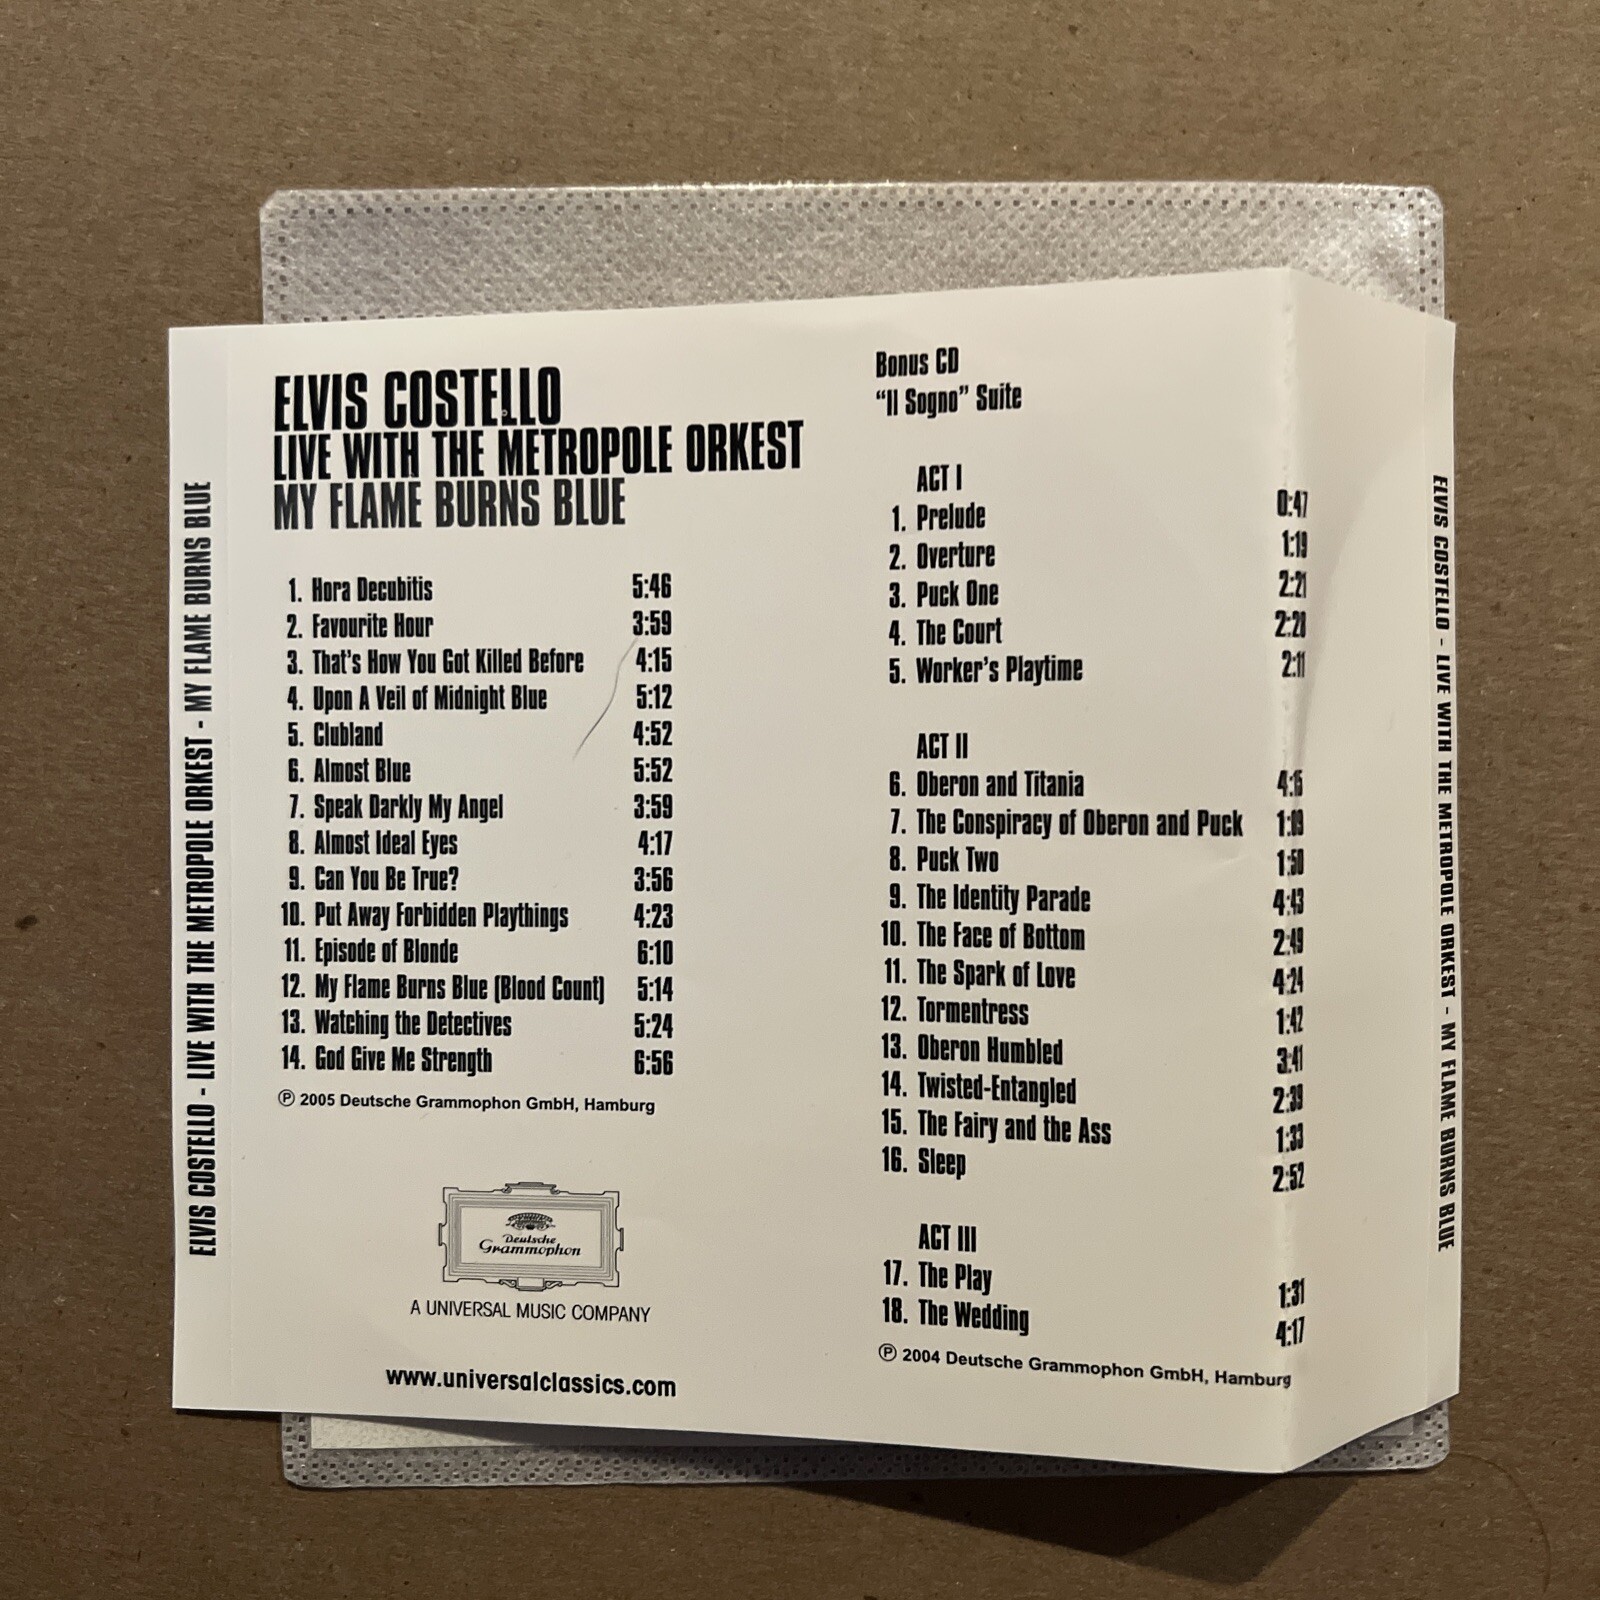 ELVIS COSTELLO - LIVE WITH THE METROPOLE ORKEST - MY FLAME BURNS BLUE
ELVIS COSTELLO
LIVE WITH THE METROPOLE ORKEST
MY FLAME BURNS BLUE
1. Hora Decubitis 5:46
2. Favourite Hour 3:59
3. That's How You Got Killed Before 4:15
4. Upon A Veil of Midnight Blue 5:12
5. Clubland 4:52
6. Almost Blue 5:52
7. Speak Darkly My Angel 3:59
8. Almost Ideal Eyes 4:17
9. Can You Be True? 3:56
10. Put Away Forbidden Playthings 4:23
11. Episode of Blonde 6:10
12. My Flame Burns Blue (Blood Count) 5:14
13. Watching the Detectives 5:24
14. God Give Me Strength 6:56
℗ 2005 Deutsche Grammophon GmbH, Hamburg
Deutsche
Grammophon
A UNIVERSAL MUSIC COMPANY
www.universalclassics.com
Bonus CD
“Il Sogno” Suite
ACT I
1. Prelude 0:47
2. Overture 1:19
3. Puck One 2:21
4. The Court 2:28
5. Worker's Playtime 2:11
ACT II
6. Oberon and Titania 4:15
7. The Conspiracy of Oberon and Puck 1:09
8. Puck Two 1:50
9. The Identity Parade 4:43
10. The Face of Bottom 2:49
11. The Spark of Love 4:24
12. Tormentress 1:42
13. Oberon Humbled 3:41
14. Twisted-Entangled 2:39
15. The Fairy and the Ass 1:33
16. Sleep 2:52
ACT III
17. The Play 1:31
18. The Wedding 4:17
℗ 2004 Deutsche Grammophon GmbH, Hamburg
ELVIS COSTELLO - LIVE WITH THE METROPOLE ORKEST - MY FLAME BURNS BLUE